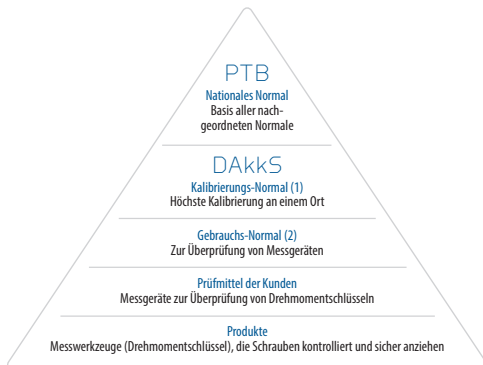 PTB
Nationales Normal
Basis aller nach-
geordneten Normale
DAkkS
Kalibrierungs-Normal (1)
Höchste Kalibrierung an einem Ort
Gebrauchs-Normal (2)
Zur Überprüfung von Messgeräten
Prüfmittel der Kunden
Messgeräte zur Überprüfung von Drehmomentschlüsseln
Produkte
Messwerkzeuge (Drehmomentschlüssel), die Schrauben kontrolliert und sicher anziehen